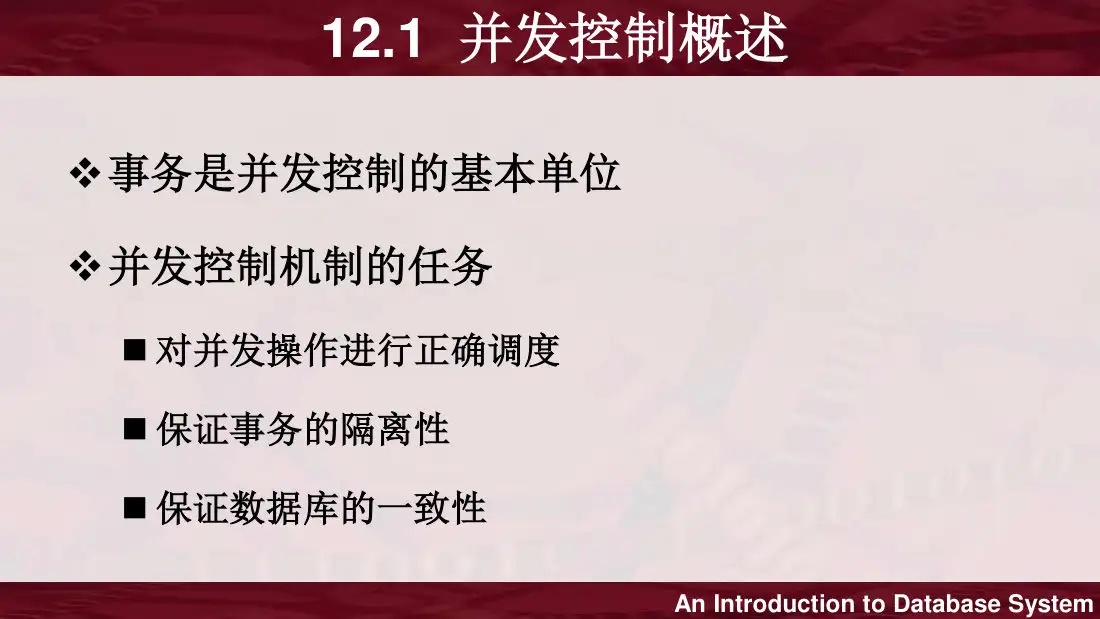 12.1 并发控制概述
❖事务是并发控制的基本单位
❖并发控制机制的任务
■ 对并发操作进行正确调度
■ 保证事务的隔离性
■ 保证数据库的一致性
An Introduction to Database System